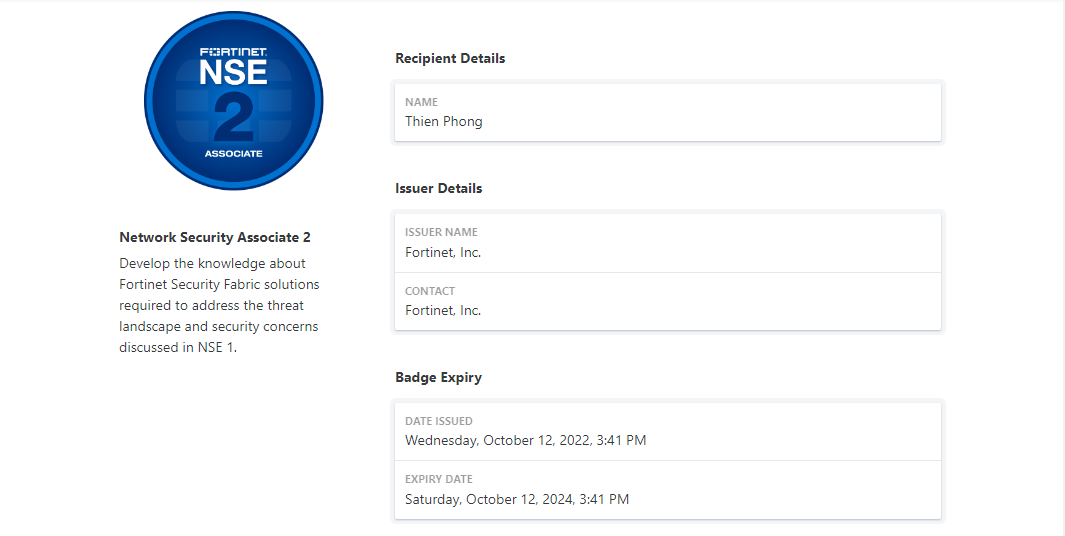 FORTINET
NSE
2
ASSOCIATE
Network Security Associate 2
Develop the knowledge about
Fortinet Security Fabric solutions
required to address the threat
landscape and security concerns
discussed in NSE 1.
Recipient Details
NAME
Thien Phong
Issuer Details
ISSUER NAME
Fortinet, Inc.
CONTACT
Fortinet, Inc.
Badge Expiry
DATE ISSUED
Wednesday, October 12, 2022, 3:41 PM
EXPIRY DATE
Saturday, October 12, 2024, 3:41 PM